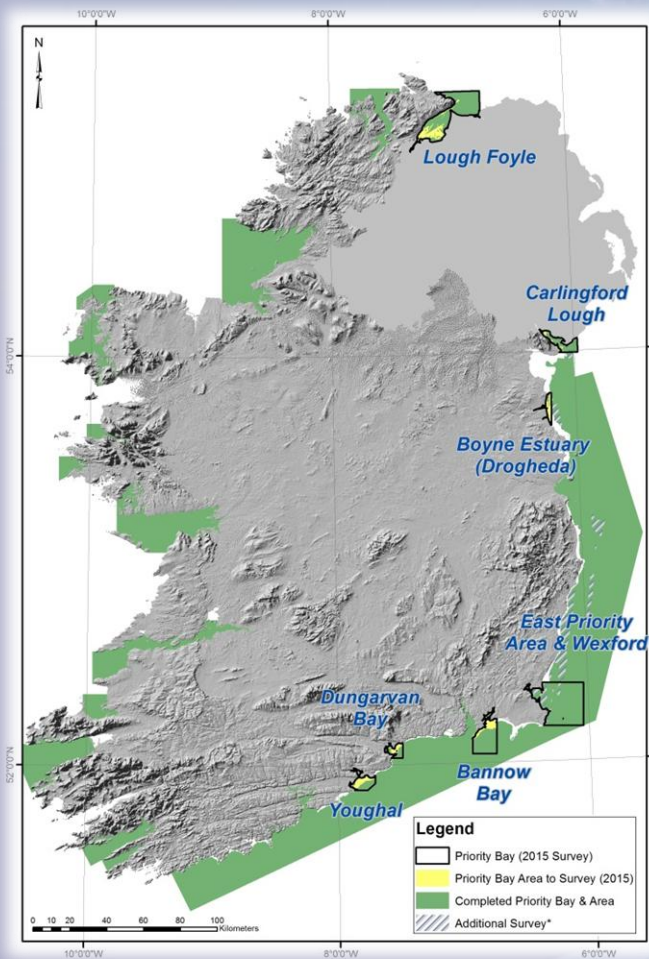 10°0'0"W 8°0'0"W 6°0'0"W
N
Lough Foyle
Carlingford
Lough
54°0'0"N
Boyne Estuary
(Drogheda)
East Priority
Area & Wexford
Dungarvan
Bay
52°0'0"N
Bannow
Bay
Youghal
Legend
Priority Bay (2015 Survey)
Priority Bay Area to Survey (2015)
Completed Priority Bay & Area
Additional Survey*
0 10 20 40 60 80 100
Kilometers
10°0'0"W 8°0'0"W 6°0'0"W